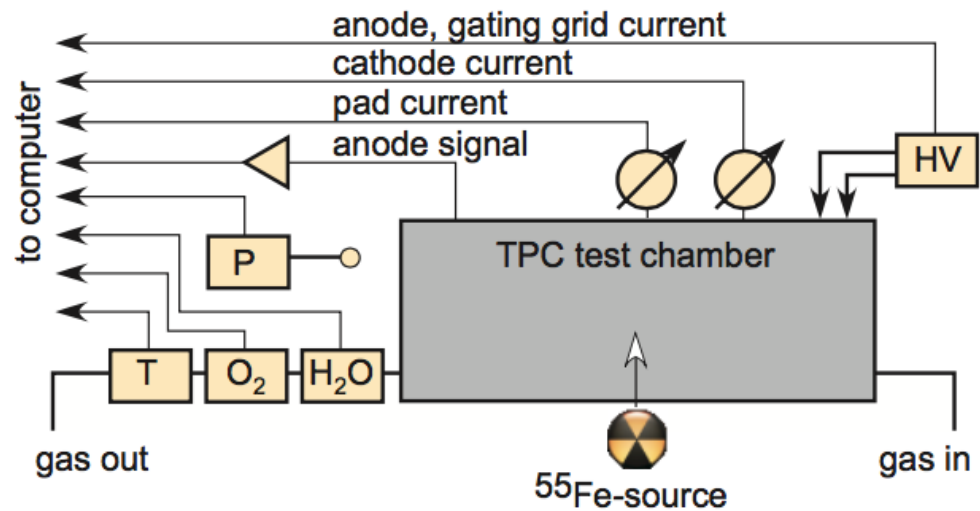 anode, gating grid current
cathode current
pad current
anode signal
to computer
HV
P
TPC test chamber
T
O₂
H₂O
gas out
gas in
⁵⁵Fe-source